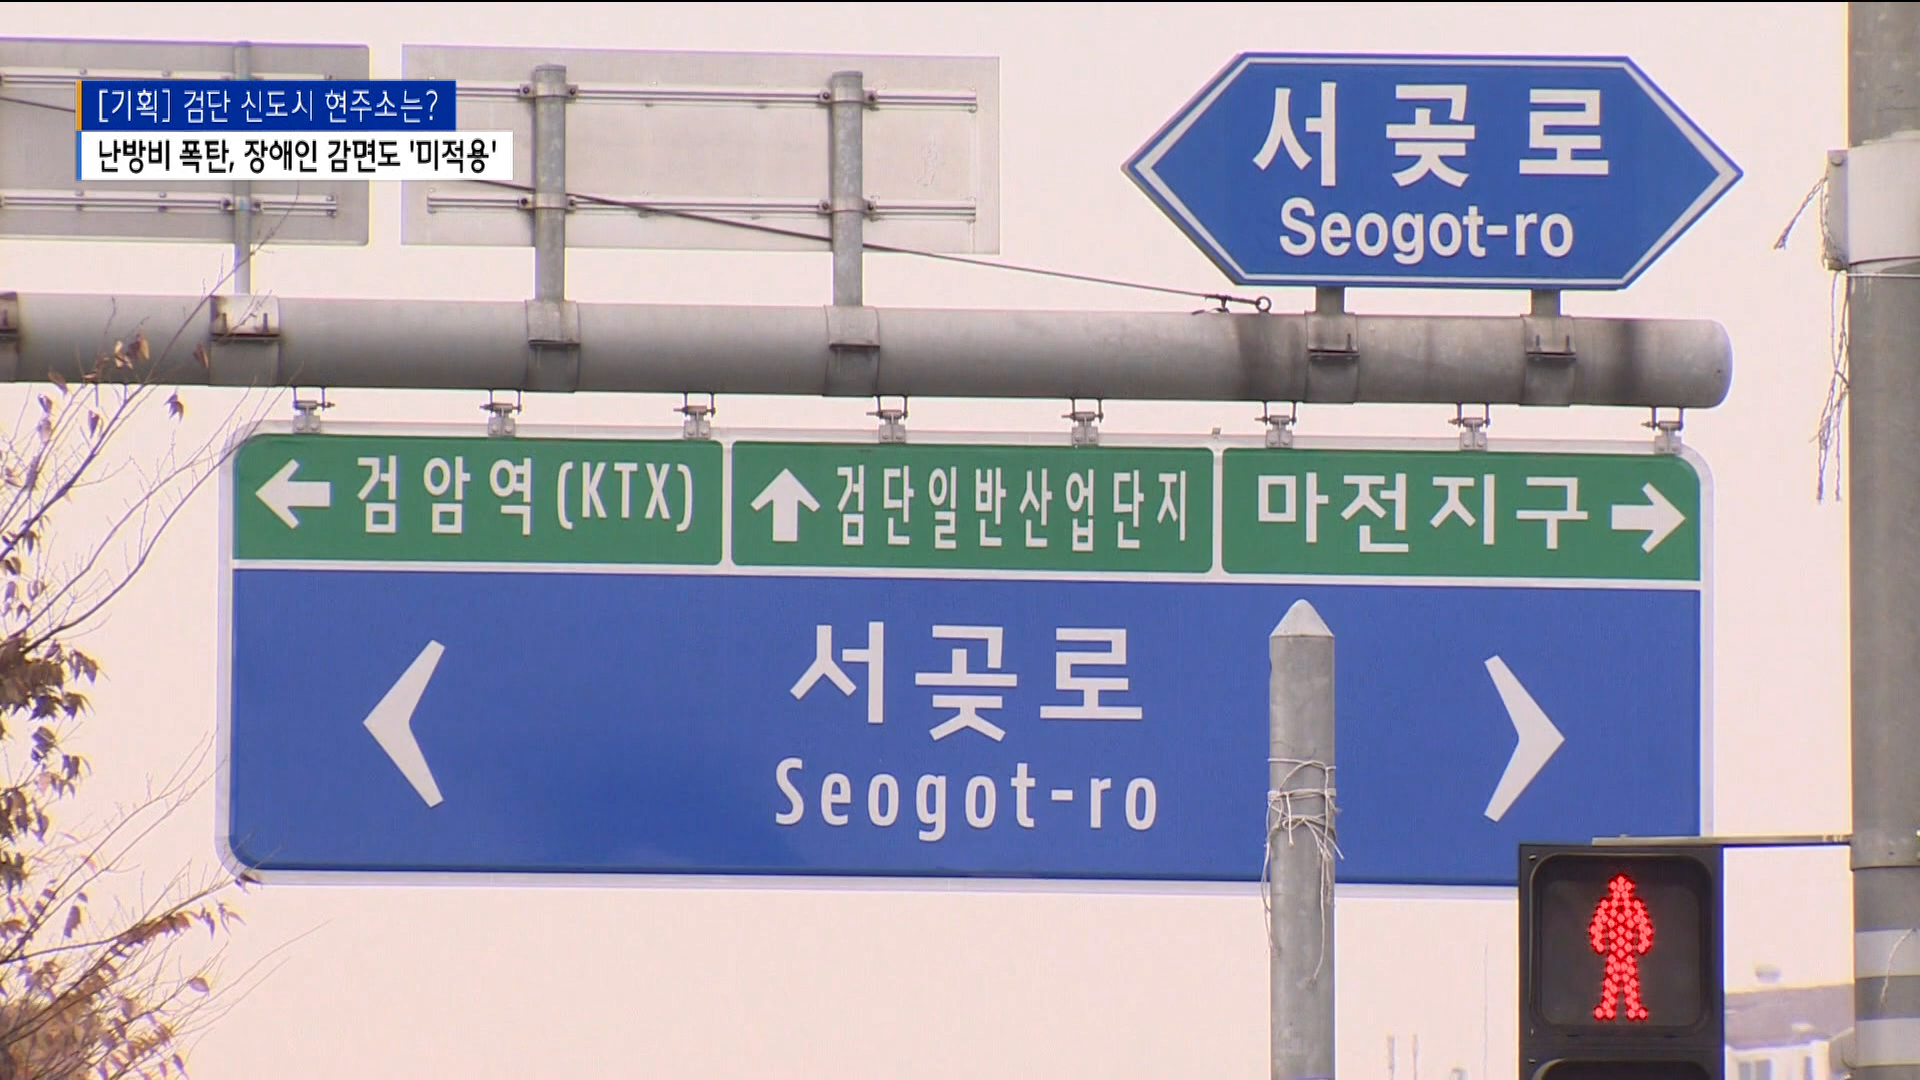 [기획] 검단 신도시 현주소는?
난방비 폭탄, 장애인 감면도 '미적용'
서곶로
Seogot-ro
검암역(KTX)
검단일반산업단지
마전지구
서곶로
Seogot-ro